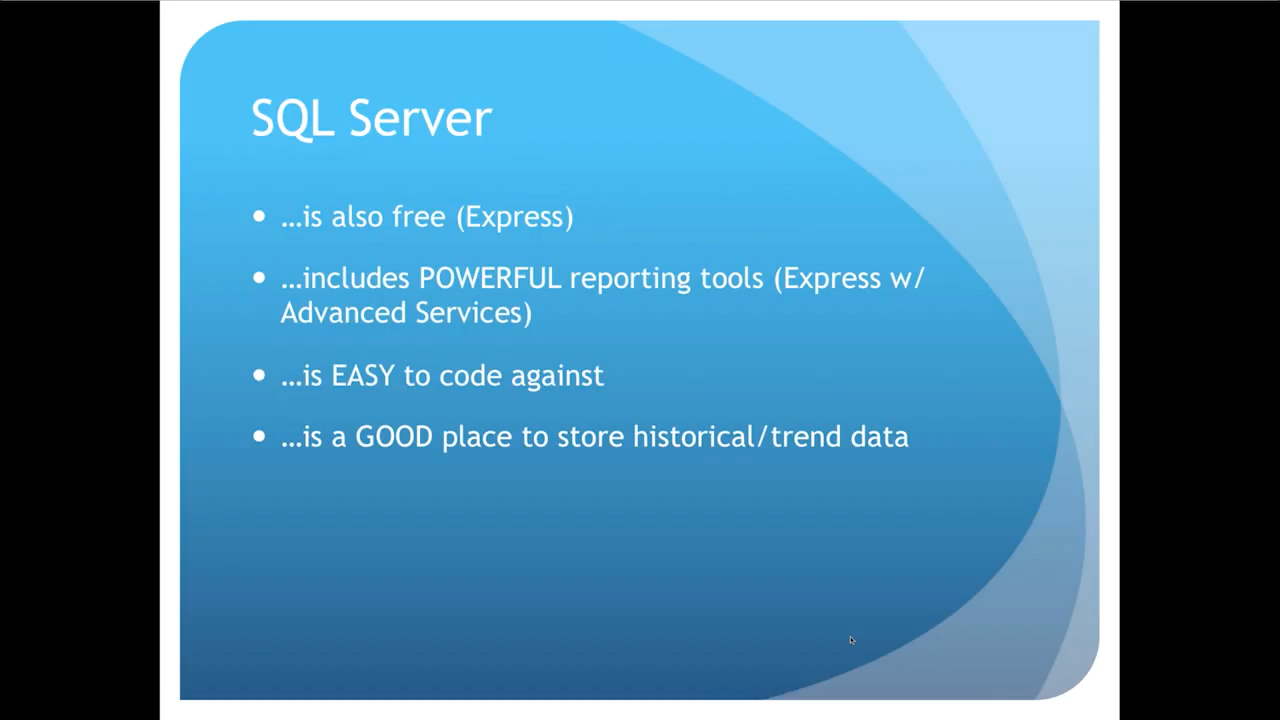 SQL Server
• …is also free (Express)
• …includes POWERFUL reporting tools (Express w/
Advanced Services)
• …is EASY to code against
• …is a GOOD place to store historical/trend data